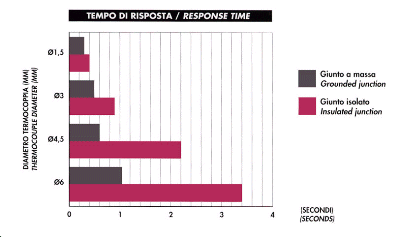 TEMPO DI RISPOSTA / RESPONSE TIME
DIAMETRO TERMOCOPPIA (MM)
THERMOCOUPLE DIAMETER (MM)
Ø1,5
Ø3
Ø4,5
Ø6
0 1 2 3 4
(SECONDI)
(SECONDS)
Giunto a massa
Grounded junction
Giunto isolato
Insulated junction